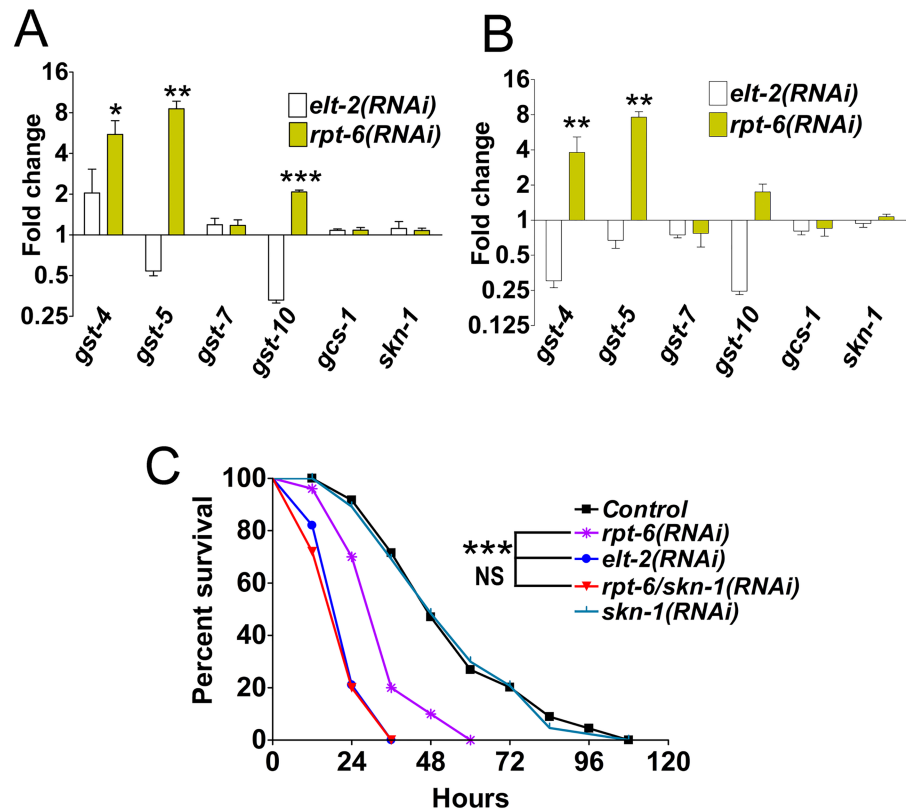 A
Fold change
16
8
4
2
1
0.5
0.25
*
**
***
elt-2(RNAi)
rpt-6(RNAi)
gst-4
gst-5
gst-7
gst-10
gcs-1
skn-1
B
Fold change
16
8
4
2
1
0.5
0.25
0.125
**
**
elt-2(RNAi)
rpt-6(RNAi)
gst-4
gst-5
gst-7
gst-10
gcs-1
skn-1
C
Percent survival
100
80
60
40
20
0
0 24 48 72 96 120
Hours
Control
rpt-6(RNAi)
elt-2(RNAi)
rpt-6/skn-1(RNAi)
skn-1(RNAi)
***
NS